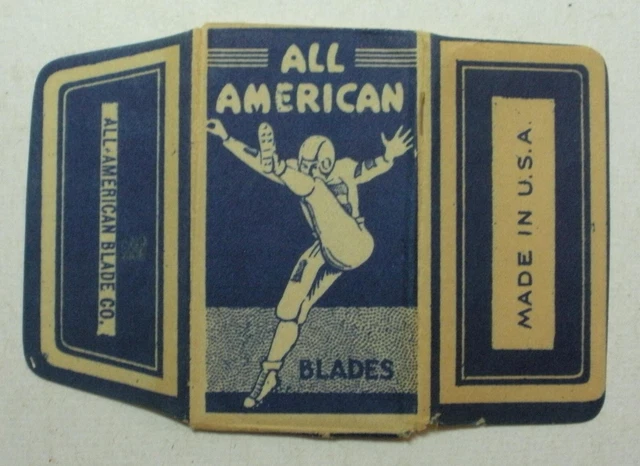 ALL-AMERICAN BLADE CO.
ALL
AMERICAN
BLADES
MADE IN U.S.A.